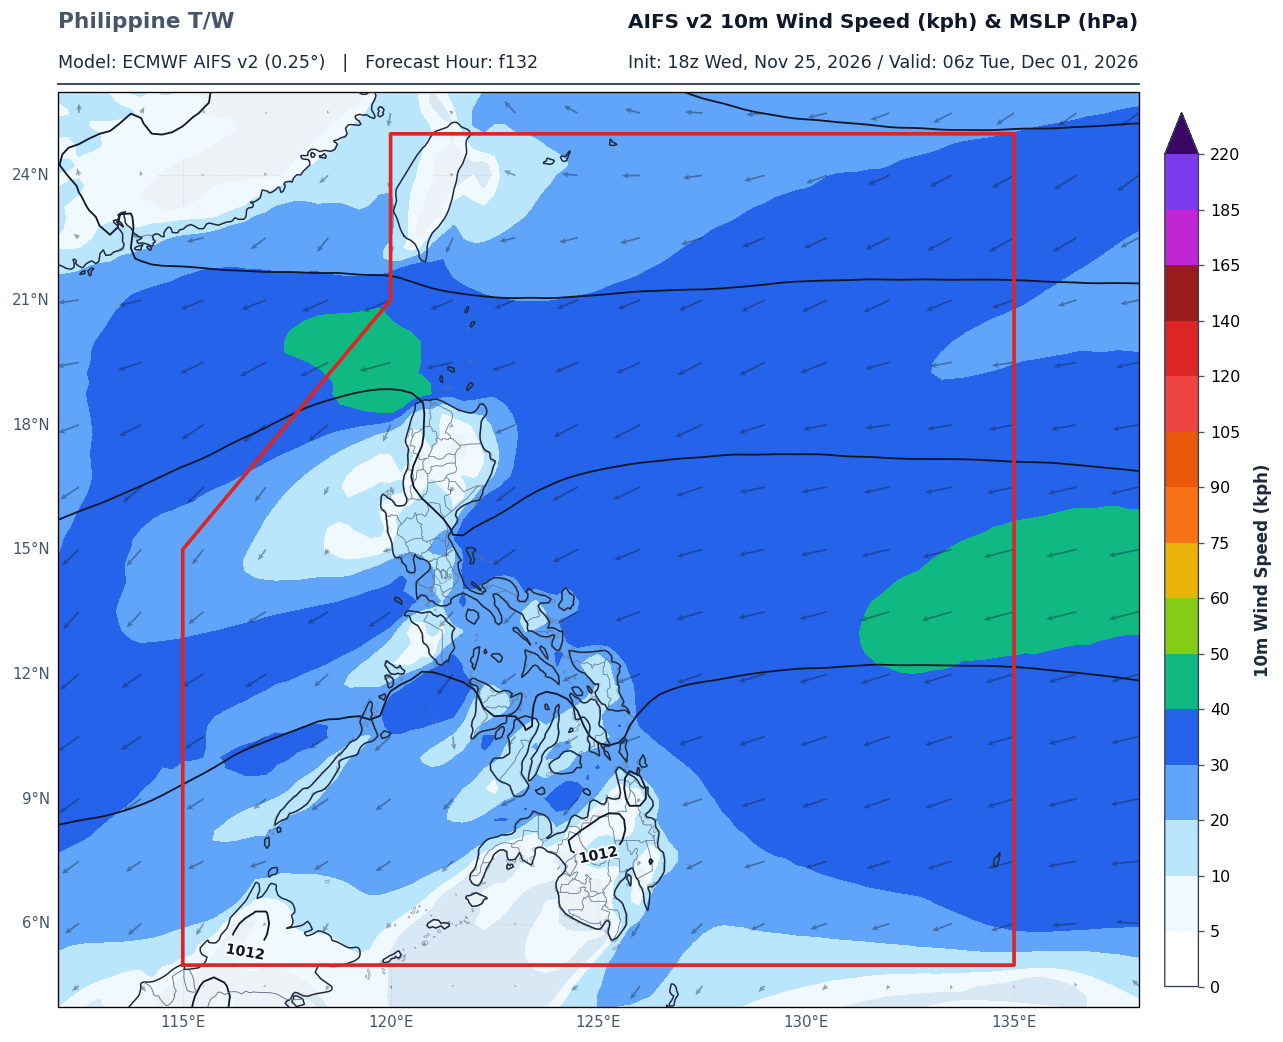 Philippine T/W
AIFS v2 10m Wind Speed (kph) & MSLP (hPa)
Model: ECMWF AIFS v2 (0.25°) | Forecast Hour: f132
Init: 18z Wed, Nov 25, 2026 / Valid: 06z Tue, Dec 01, 2026
24°N
21°N
18°N
15°N
12°N
9°N
6°N
115°E
120°E
125°E
130°E
135°E
1012
1012
220
185
165
140
120
105
90
75
60
50
40
30
20
10
5
0
10m Wind Speed (kph)